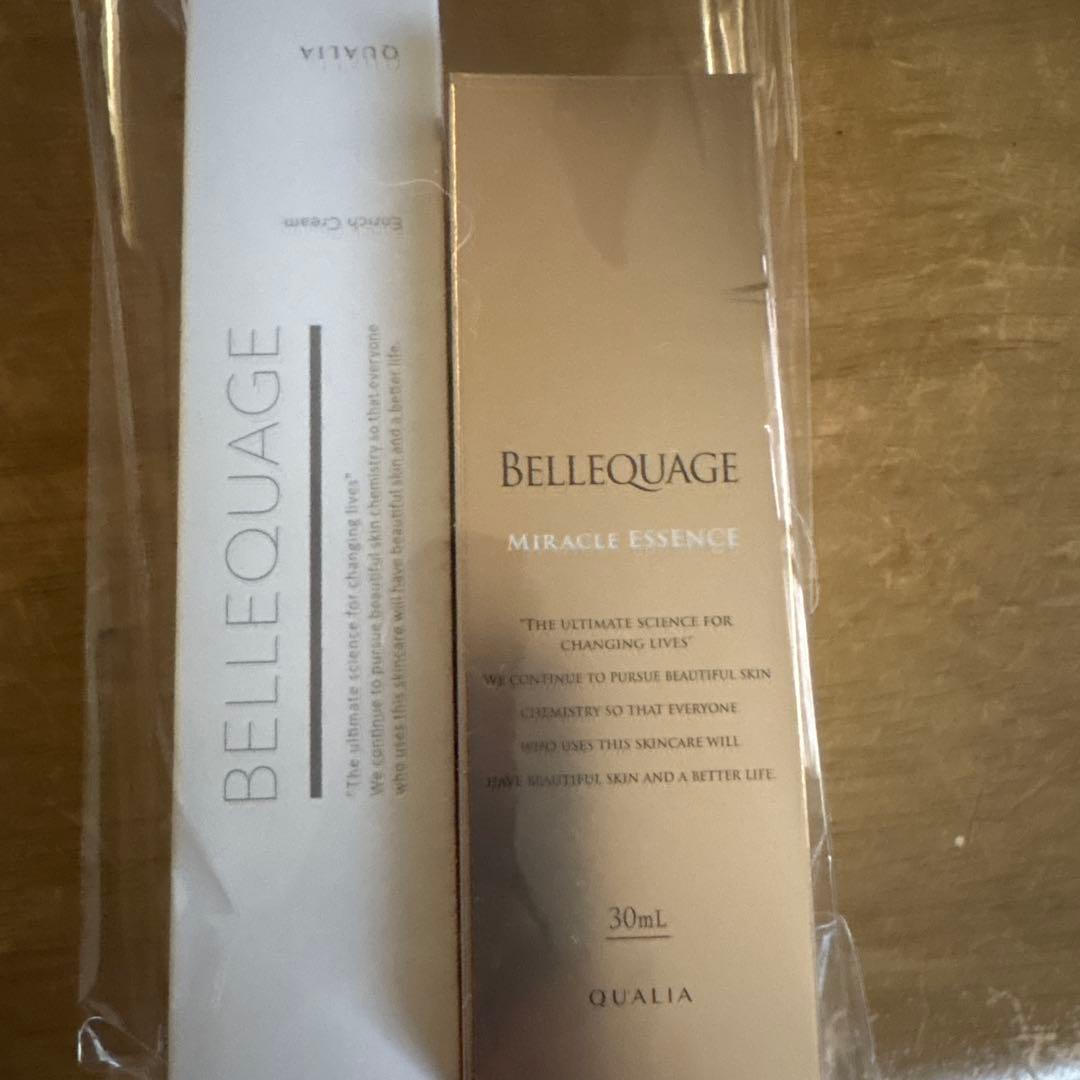 QUALIA
Enrich Cream
BELLEQUAGE
"The ultimate science for changing lives"
We continue to pursue beautiful skin chemistry so that everyone
who uses this skincare will have beautiful skin and a better life.
BELLEQUAGE
MIRACLE ESSENCE
"THE ULTIMATE SCIENCE FOR
CHANGING LIVES"
WE CONTINUE TO PURSUE BEAUTIFUL SKIN
CHEMISTRY SO THAT EVERYONE
WHO USES THIS SKINCARE WILL
HAVE BEAUTIFUL SKIN AND A BETTER LIFE.
30mL
QUALIA